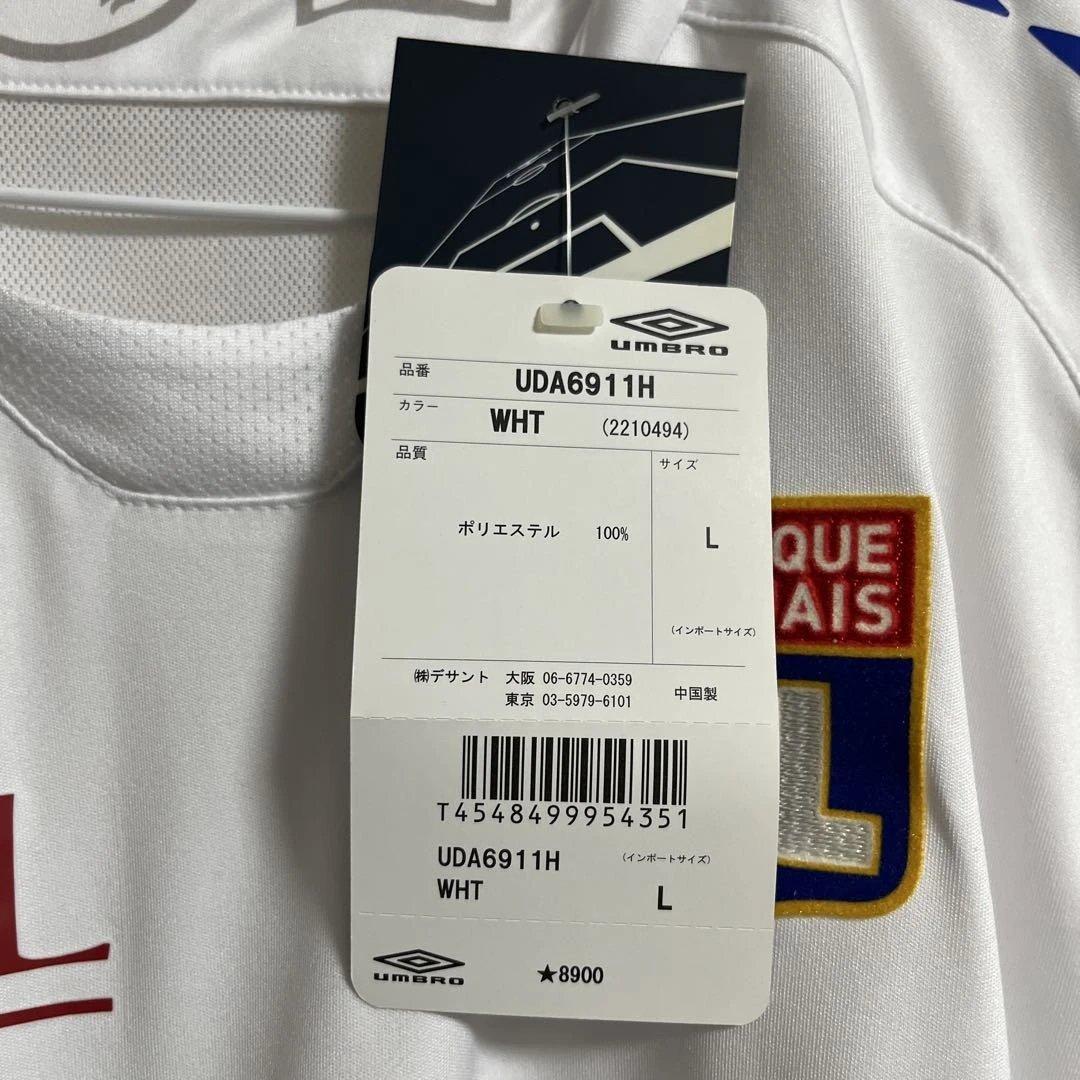 UMBRO
品番 UDA6911H
カラー WHT (2210494)
品質 サイズ
ポリエステル 100% L
(インポートサイズ)
㈱デサント 大阪 06-6774-0359
東京 03-5979-6101 中国製
T4548499954351
UDA6911H (インポートサイズ)
WHT L
UMBRO ★8900
QUE
AIS
L